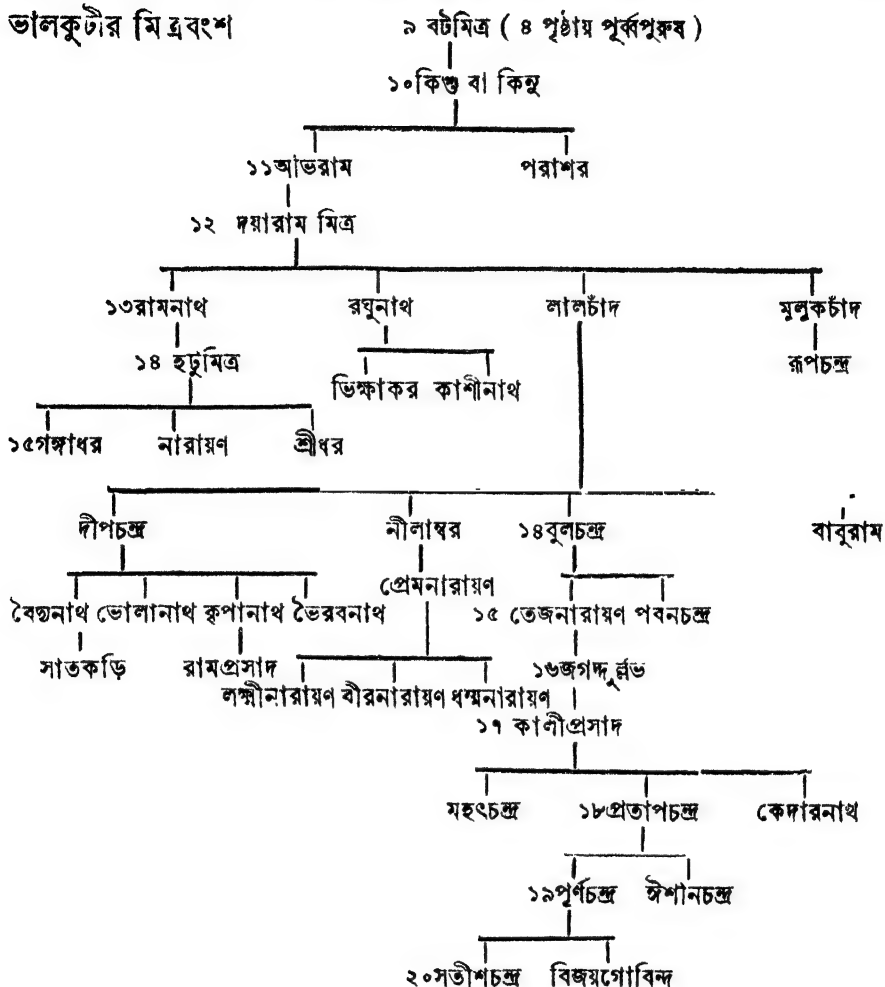 ভালকুটীর মিত্রবংশ ৯ বটমিত্র ( ৪ পৃষ্ঠায় পূর্ব্বপুরুষ )
১০কিশু বা কিনু
১১আভরাম পরাশর
১২ দয়ারাম মিত্র
১৩রামনাথ রঘুনাথ লালচাঁদ মুলুকচাঁদ
১৪ হটুমিত্র রূপচন্দ্র
ভিক্ষাকর কাশীনাথ
১৫গঙ্গাধর নারায়ণ শ্রীধর
দীপচন্দ্র নীলাম্বর ১৪বুলচন্দ্র বাবুরাম
প্রেমনারায়ণ
বৈদ্যনাথ ভোলানাথ কৃপানাথ ভৈরবনাথ ১৫ তেজনারায়ণ পবনচন্দ্র
সাতকড়ি রামপ্রসাদ ১৬জগদ্দুর্ল্লভ
লক্ষ্মীনারায়ণ বীরনারায়ণ ধম্মনারায়ণ
১৭ কালীপ্রসাদ
মহৎচন্দ্র ১৮প্রতাপচন্দ্র কেদারনাথ
১৯পূর্ণচন্দ্র ঈশানচন্দ্র
২০সতীশচন্দ্র বিজয়গোবিন্দ